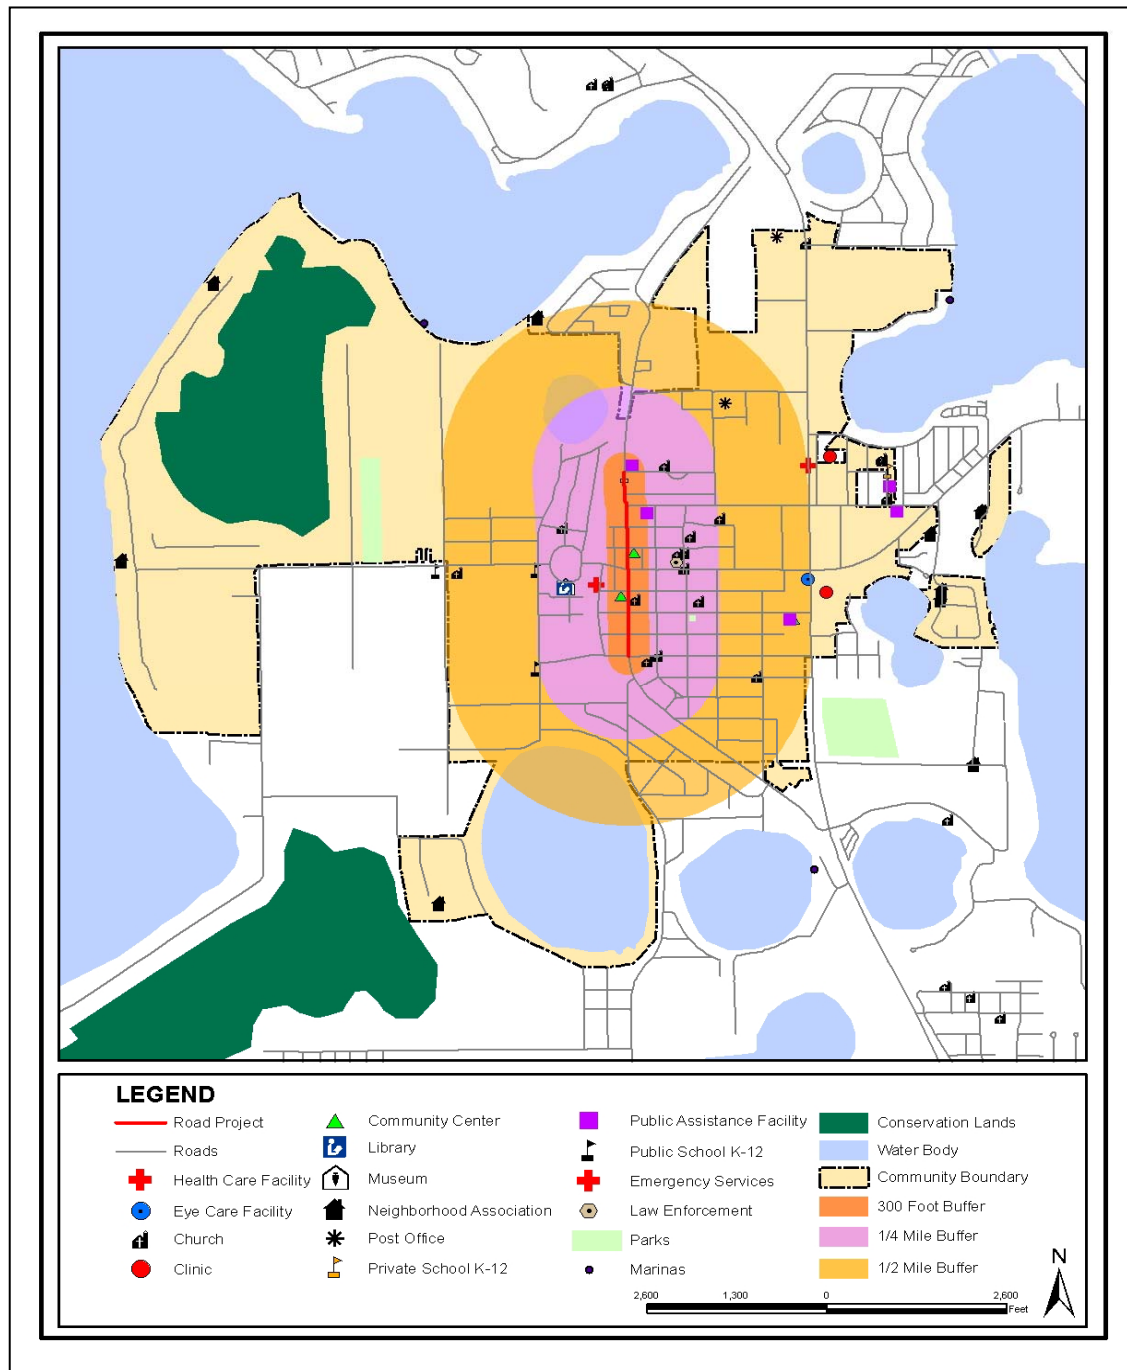 N
LEGEND
Road Project
Roads
Health Care Facility
Eye Care Facility
Church
Clinic
Community Center
Library
Museum
Neighborhood Association
Post Office
Private School K-12
Public Assistance Facility
Public School K-12
Emergency Services
Law Enforcement
Parks
Marinas
Conservation Lands
Water Body
Community Boundary
300 Foot Buffer
1/4 Mile Buffer
1/2 Mile Buffer
2,600 1,300 0 2,600
Feet